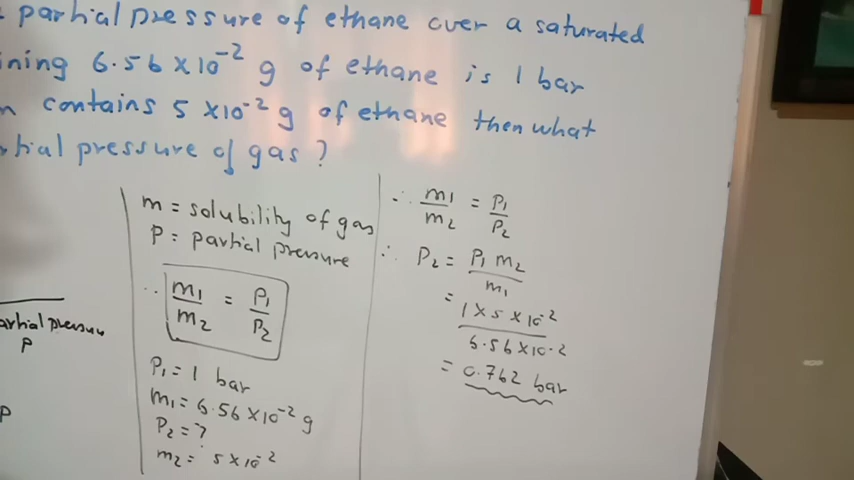 partial pressure of ethane over a saturated
ining 6.56 x 10⁻² g of ethane is 1 bar
n contains 5 x 10⁻² g of ethane then what
rtial pressure of gas?
artial pressure
P
P
m = solubility of gas
P = partial pressure
∴ m₁/m₂ = P₁/P₂
P₁ = 1 bar
m₁ = 6.56 x 10⁻² g
P₂ = ?
m₂ = 5 x 10⁻²
∴ m₁/m₂ = P₁/P₂
∴ P₂ = P₁ m₂/m₁
= 1 x 5 x 10⁻²/6.56 x 10⁻²
= 0.762 bar